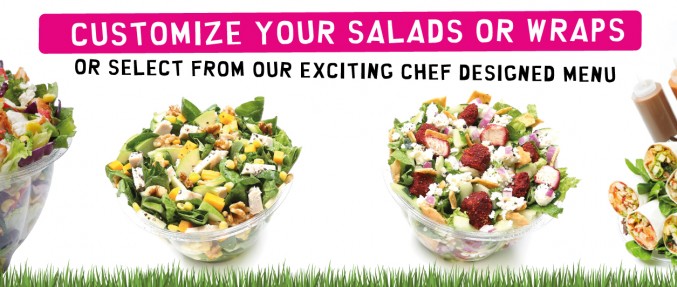 CUSTOMIZE YOUR SALADS OR WRAPS
OR SELECT FROM OUR EXCITING CHEF DESIGNED MENU